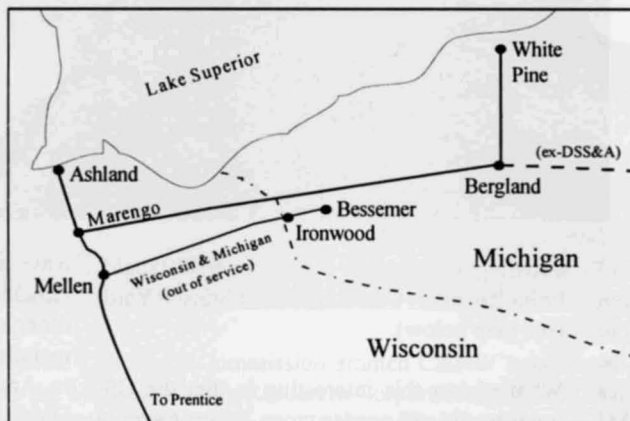 Lake Superior
White
Pine
(ex-DSS&A)
Ashland
Bergland
Marengo
Bessemer
Ironwood
Wisconsin & Michigan
(out of service)
Mellen
Michigan
Wisconsin
To Prentice